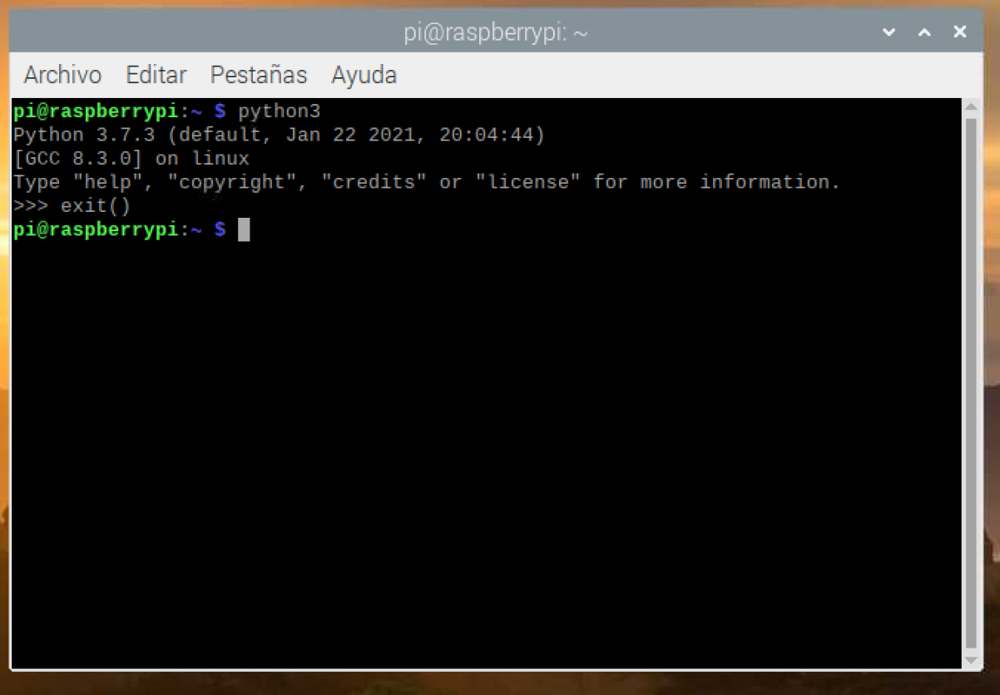 pi@raspberrypi: ~
Archivo Editar Pestañas Ayuda
pi@raspberrypi:~ $ python3
Python 3.7.3 (default, Jan 22 2021, 20:04:44)
[GCC 8.3.0] on linux
Type "help", "copyright", "credits" or "license" for more information.
>>> exit()
pi@raspberrypi:~ $